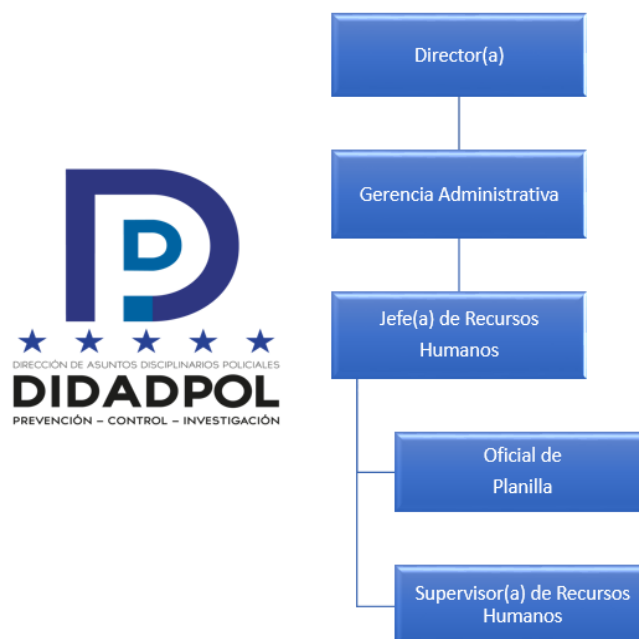 Director(a)
Gerencia Administrativa
Jefe(a) de Recursos
Humanos
Oficial de
Planilla
Supervisor(a) de Recursos
Humanos
DIRECCIÓN DE ASUNTOS DISCIPLINARIOS POLICIALES
DIDADPOL
PREVENCIÓN – CONTROL – INVESTIGACIÓN